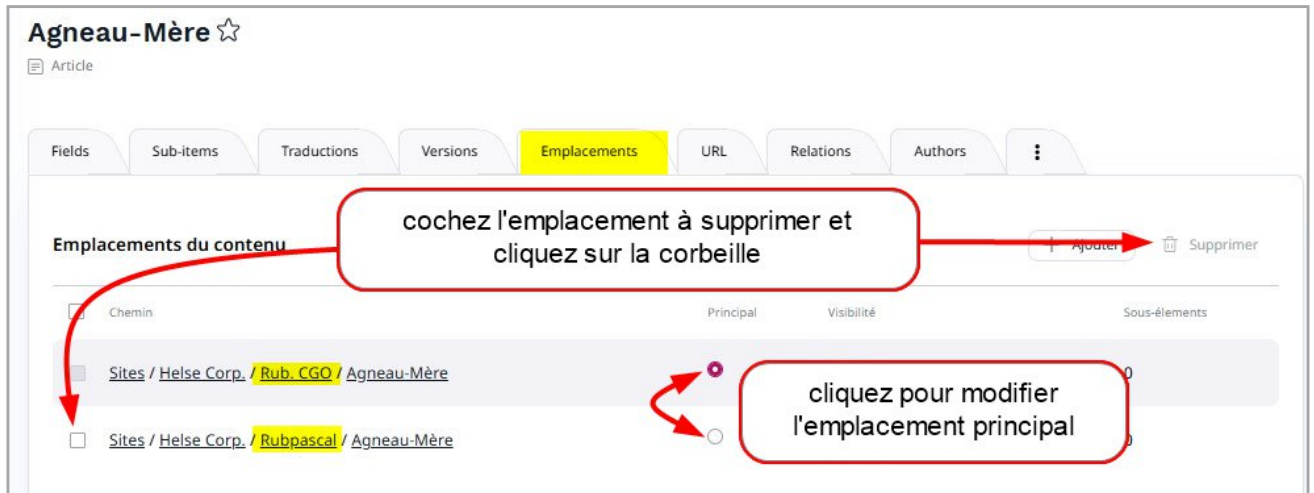 Agneau-Mère
Article
Fields Sub-items Traductions Versions Emplacements URL Relations Authors
cochez l'emplacement à supprimer et
cliquez sur la corbeille
Emplacements du contenu + Ajouter Supprimer
Chemin Principal Visibilité Sous-élements
Sites / Helse Corp. / Rub. CGO / Agneau-Mère 0
cliquez pour modifier
l'emplacement principal
Sites / Helse Corp. / Rubpascal / Agneau-Mère